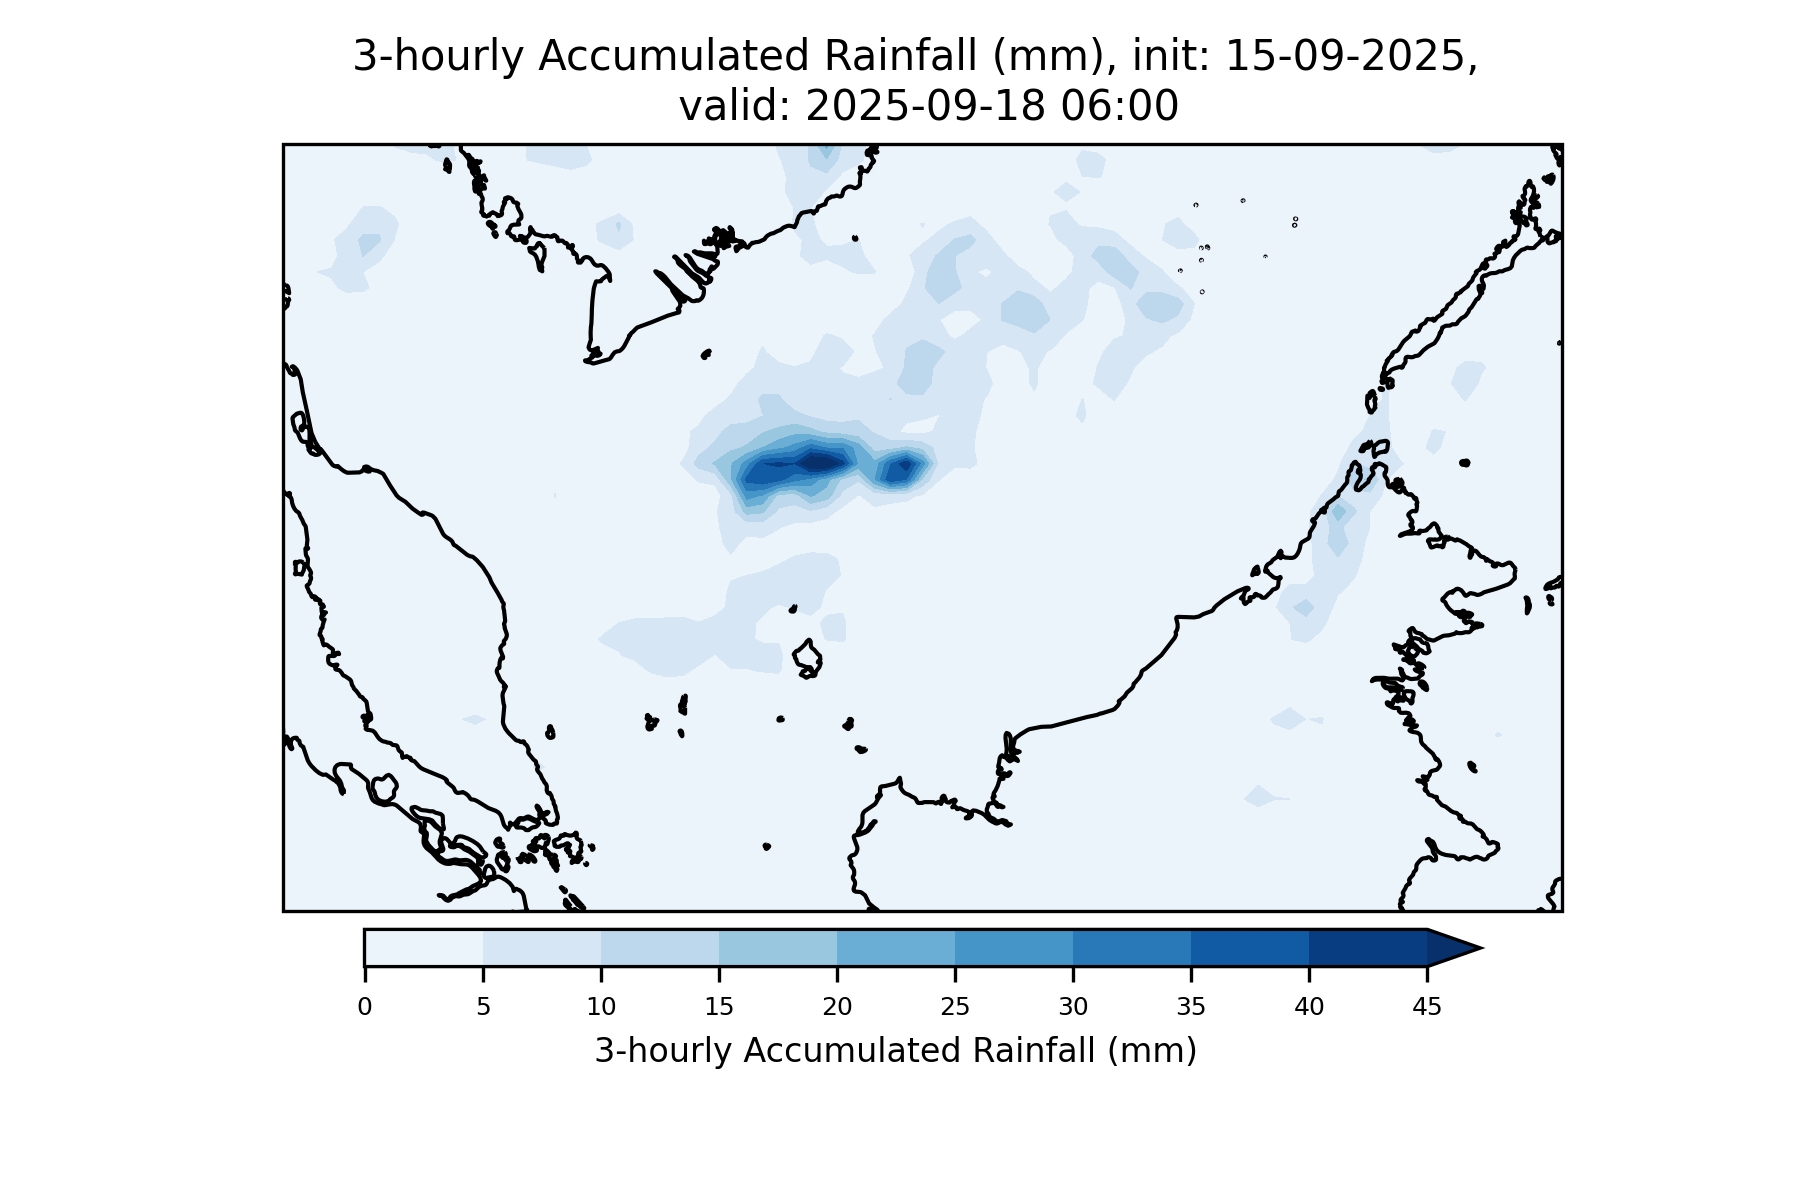 3-hourly Accumulated Rainfall (mm), init: 15-09-2025,
valid: 2025-09-18 06:00
0 5 10 15 20 25 30 35 40 45
3-hourly Accumulated Rainfall (mm)